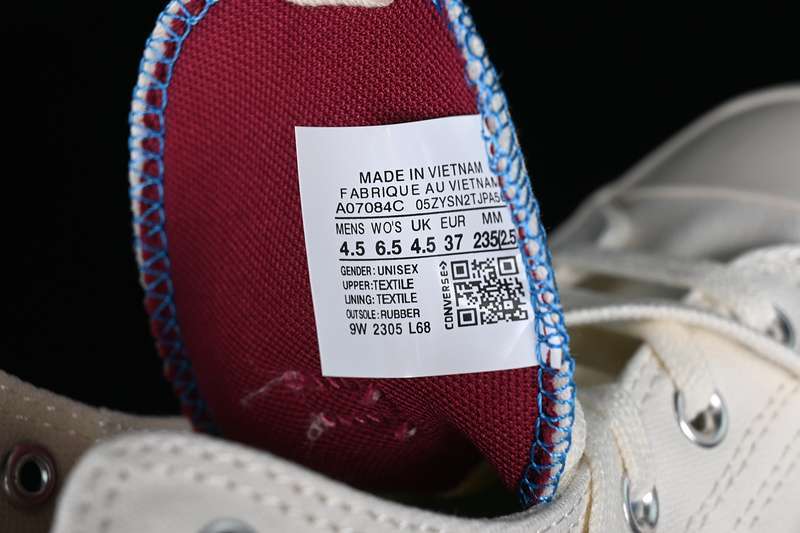 MADE IN VIETNAM
FABRIQUE AU VIETNAM
A07084C 05ZYSN2TJPA5
MENS WO'S UK EUR MM
4.5 6.5 4.5 37 235/2.5
GENDER: UNISEX
UPPER: TEXTILE
LINING: TEXTILE
OUTSOLE: RUBBER
9W 2305 L68
CONVERSE